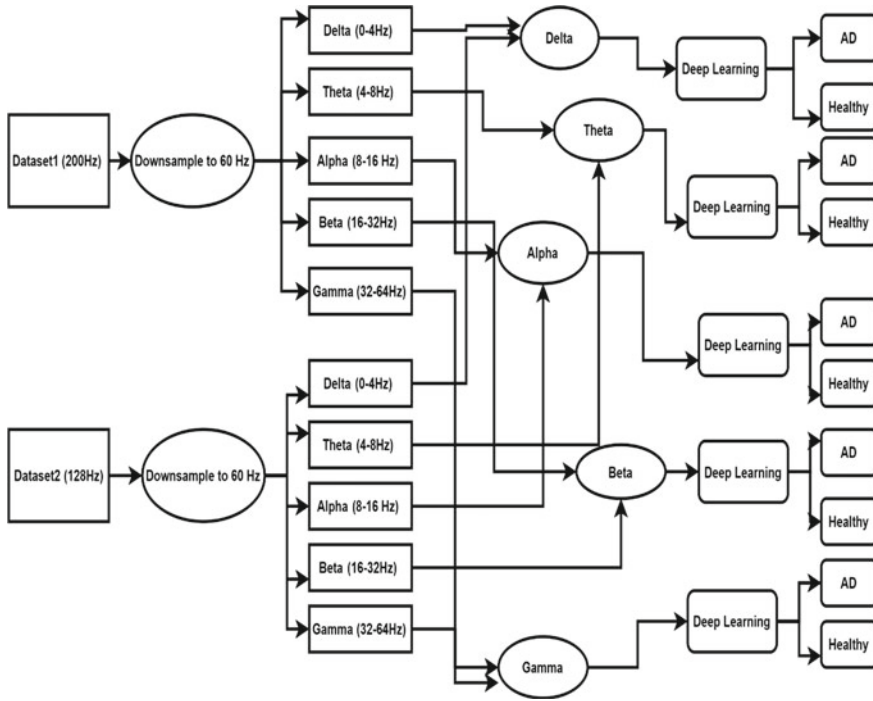 Dataset1 (200Hz)
Downsample to 60 Hz
Delta (0-4Hz)
Theta (4-8Hz)
Alpha (8-16 Hz)
Beta (16-32Hz)
Gamma (32-64Hz)
Dataset2 (128Hz)
Downsample to 60 Hz
Delta (0-4Hz)
Theta (4-8Hz)
Alpha (8-16 Hz)
Beta (16-32Hz)
Gamma (32-64Hz)
Delta
Deep Learning
AD
Healthy
Theta
Deep Learning
AD
Healthy
Alpha
Deep Learning
AD
Healthy
Beta
Deep Learning
AD
Healthy
Gamma
Deep Learning
AD
Healthy